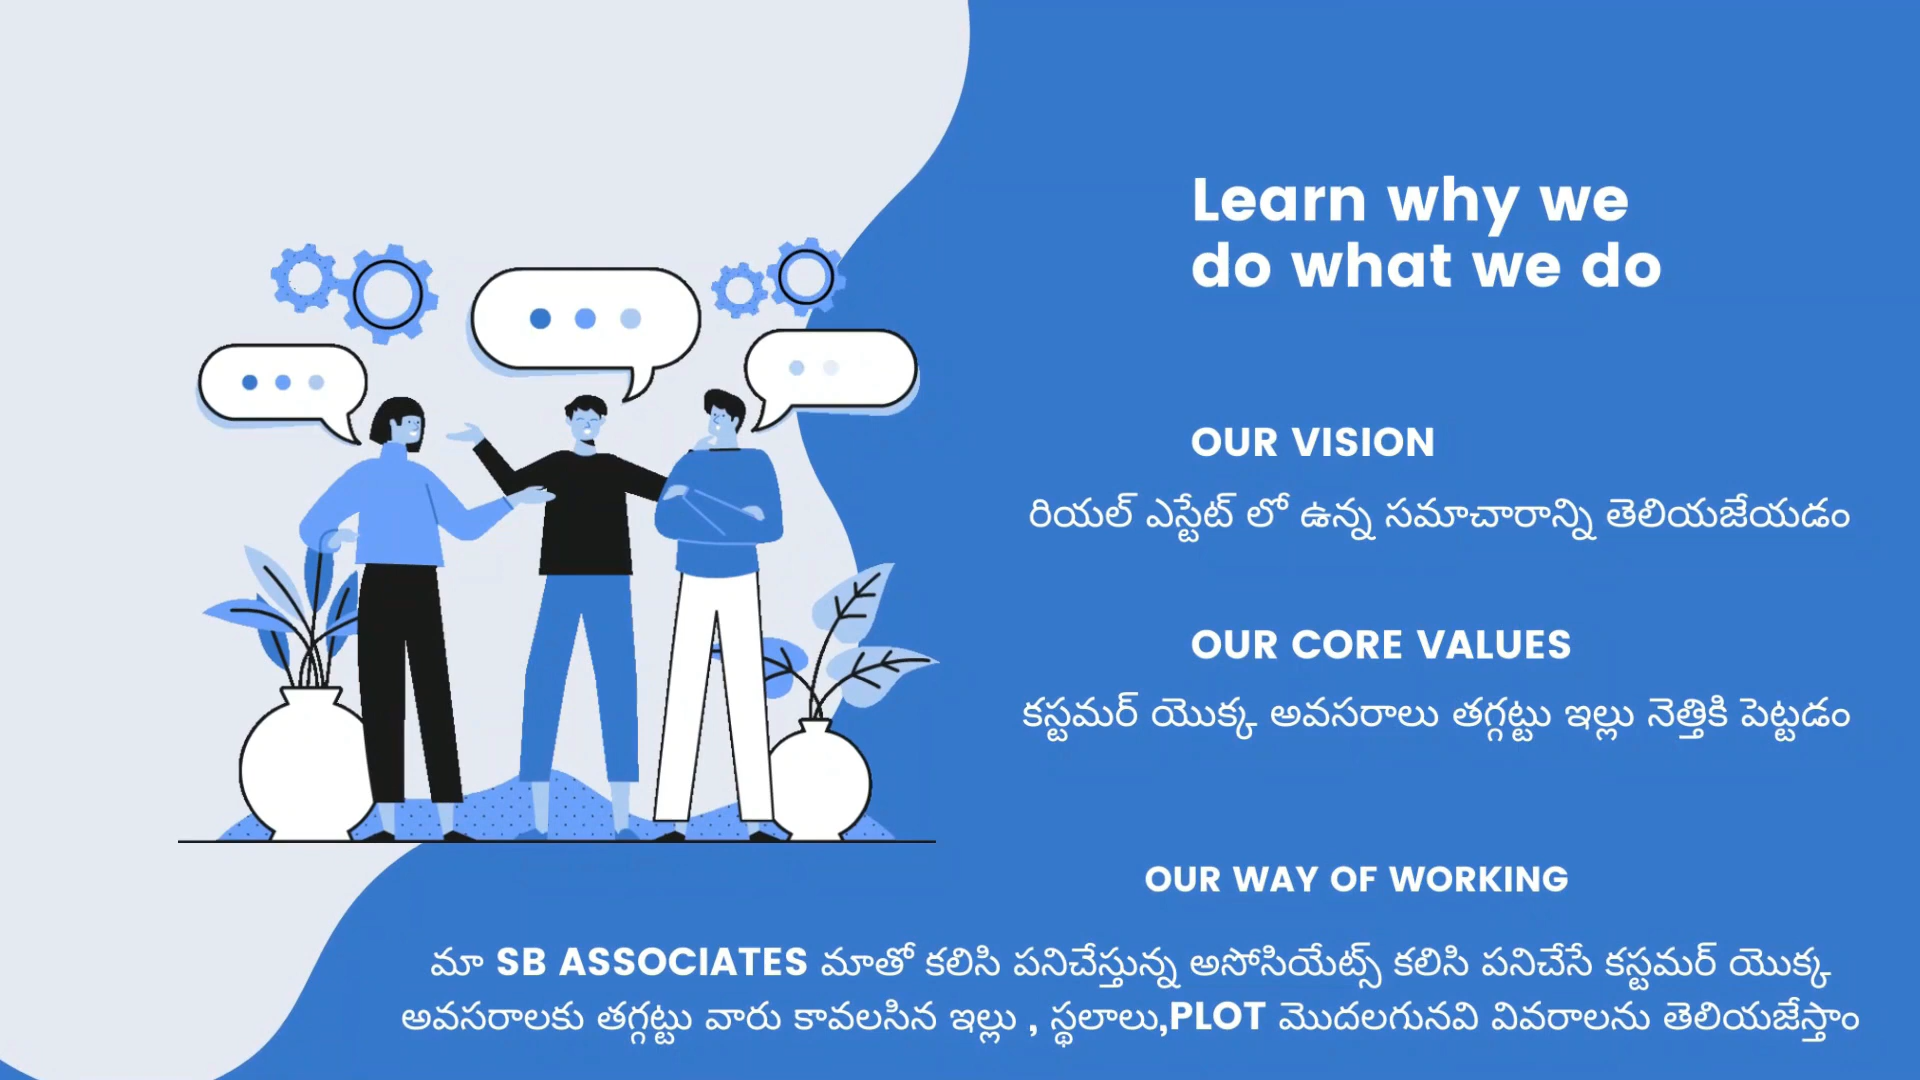 Learn why we
do what we do
OUR VISION
రియల్ ఎస్టేట్ లో ఉన్న సమాచారాన్ని తెలియజేయడం
OUR CORE VALUES
కస్టమర్ యొక్క అవసరాలు తగ్గట్టు ఇల్లు నెత్తికి పెట్టడం
OUR WAY OF WORKING
మా SB ASSOCIATES మాతో కలిసి పనిచేస్తున్న అసోసియేట్స్ కలిసి పనిచేసే కస్టమర్ యొక్క
అవసరాలకు తగ్గట్టు వారు కావలసిన ఇల్లు , స్థలాలు,PLOT మొదలగునవి వివరాలను తెలియజేస్తాం